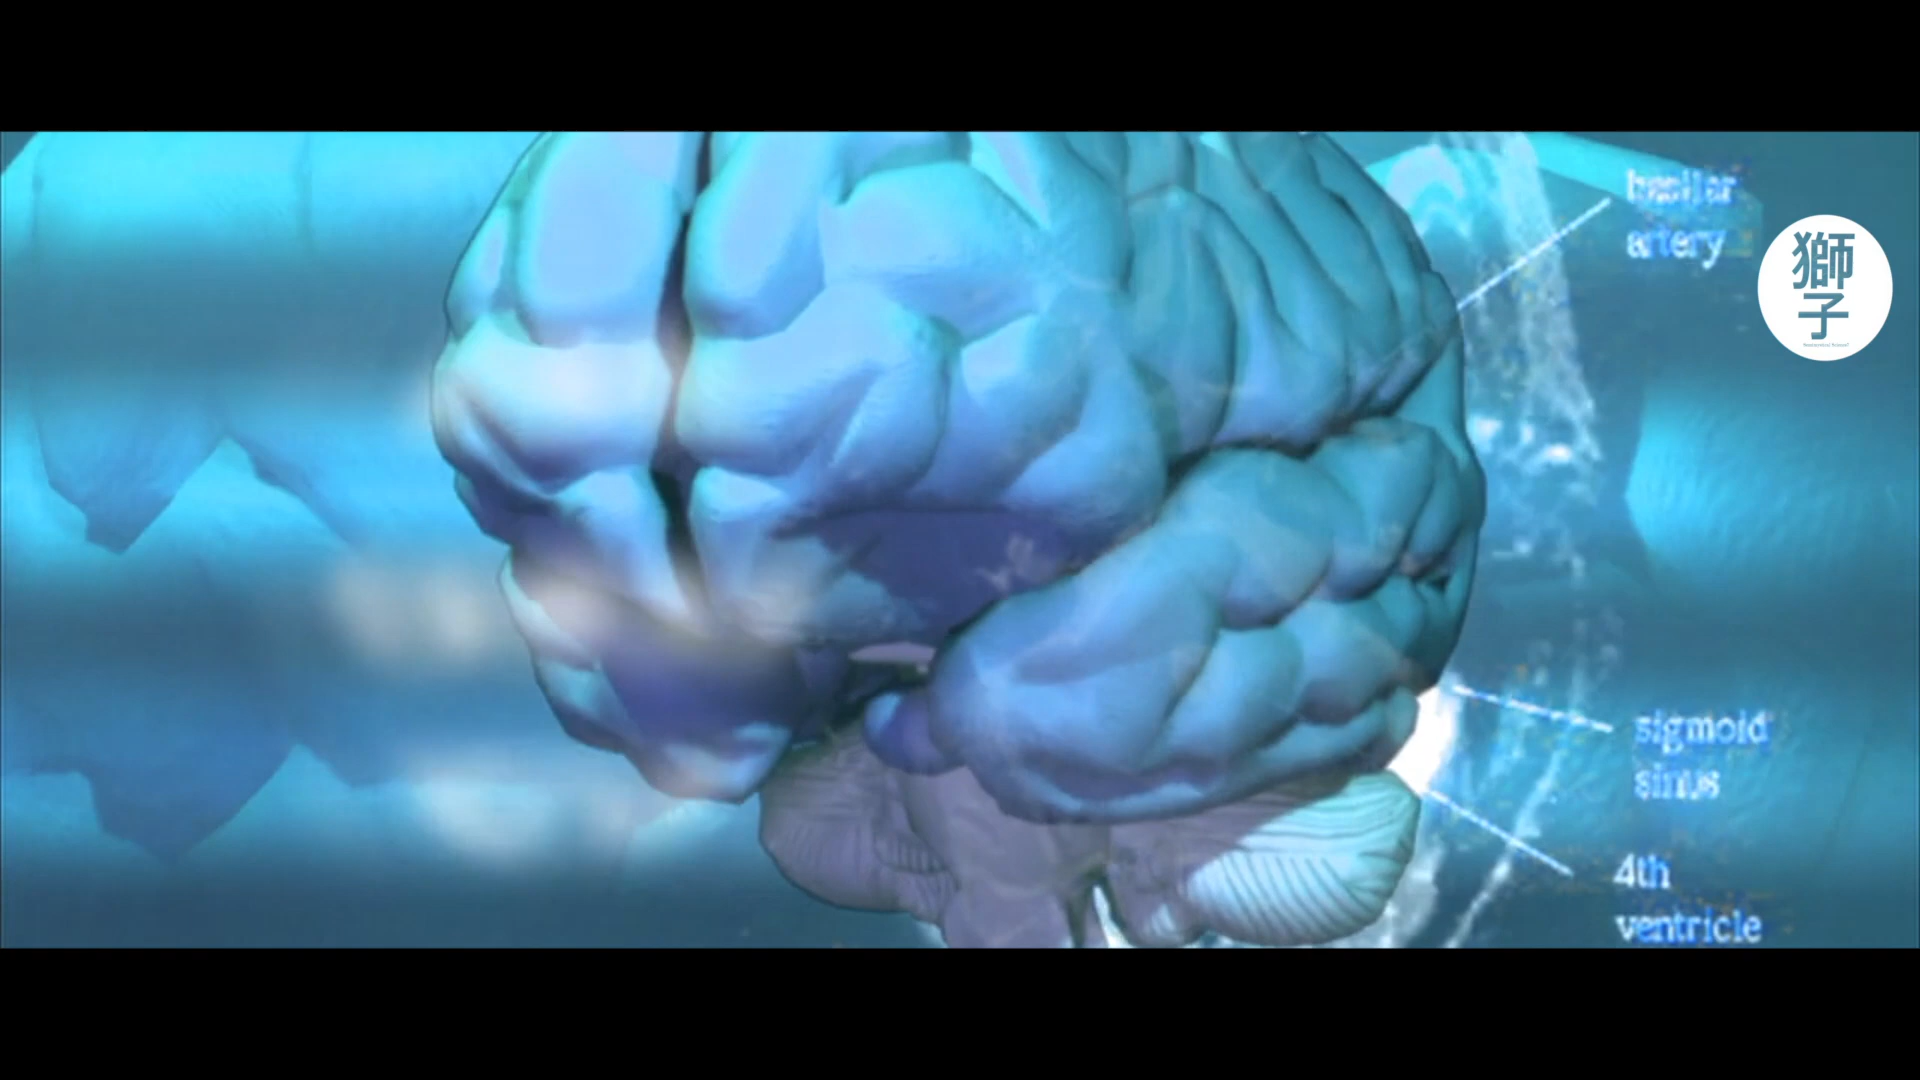 basilar
artery
獅
子
sigmoid
sinus
4th
ventricle